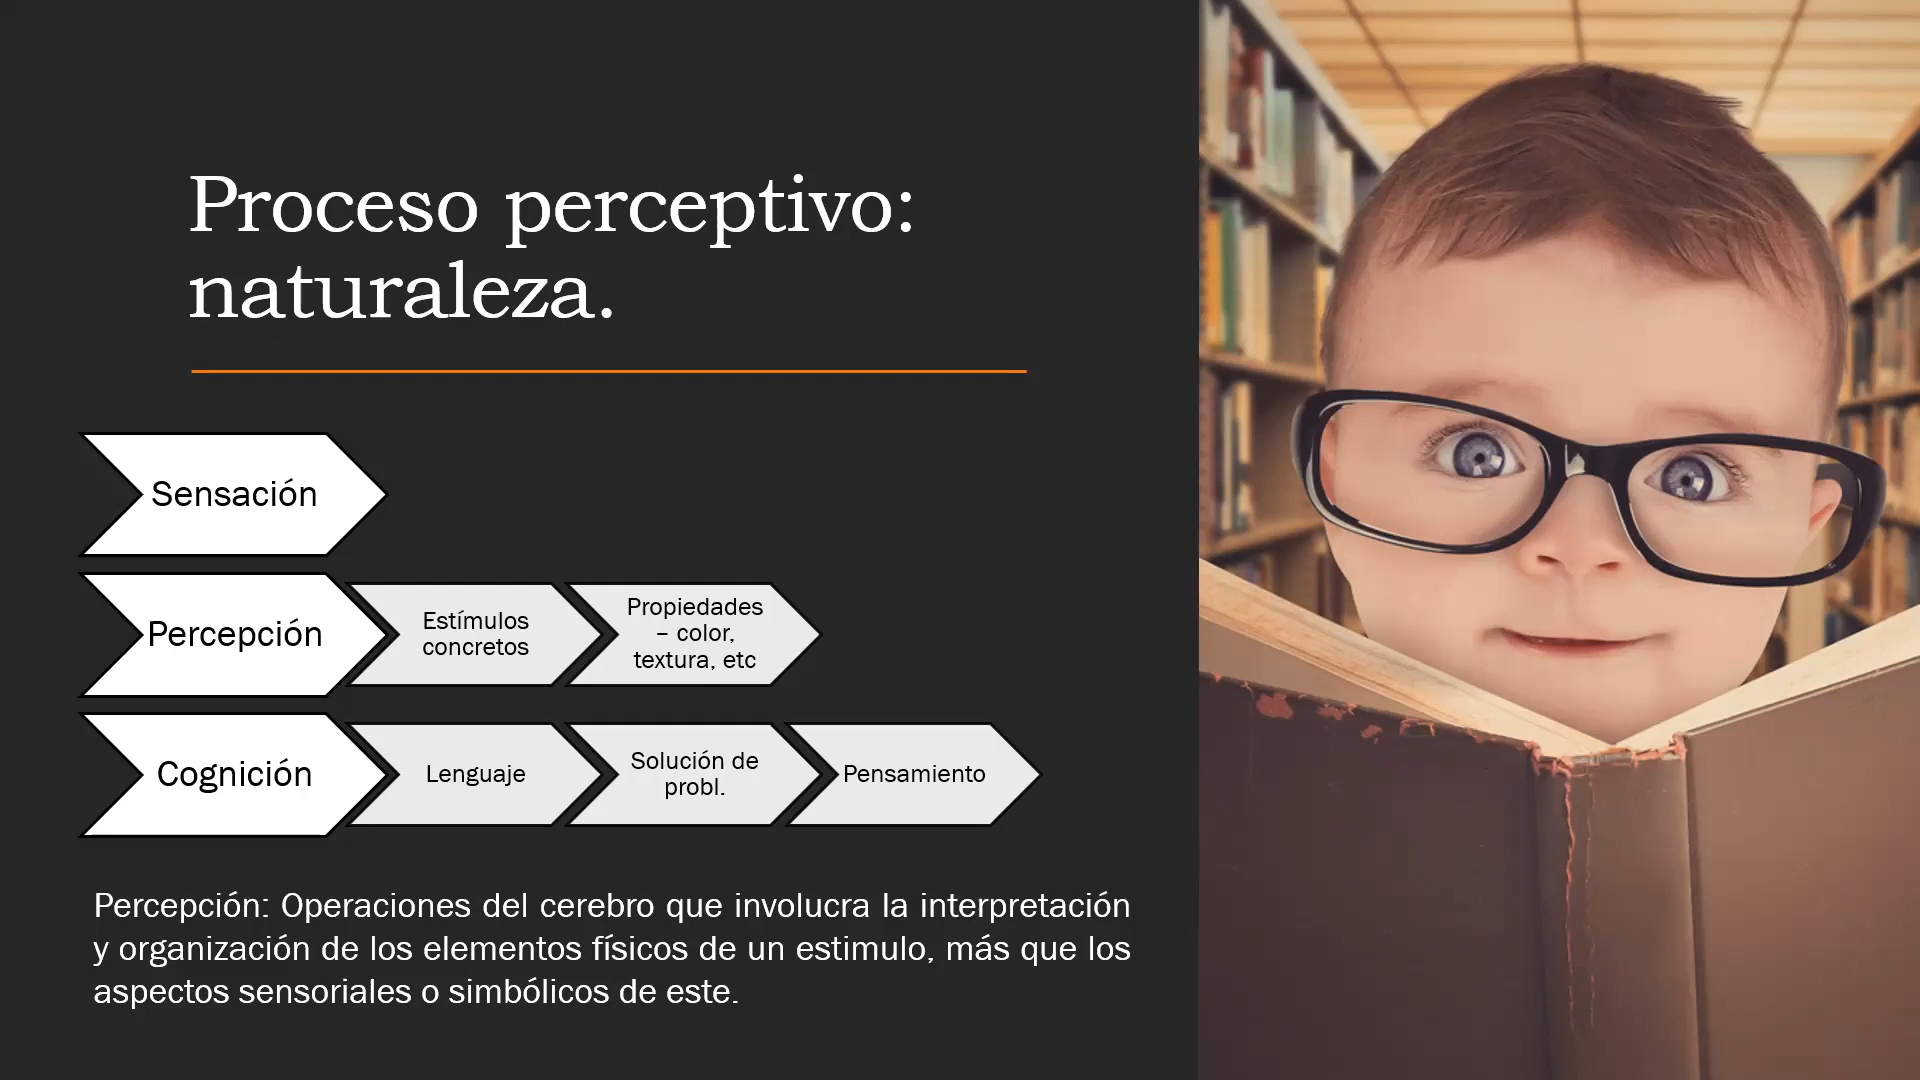 Proceso perceptivo:
naturaleza.
Sensación
Percepción
Estímulos
concretos
Propiedades
– color,
textura, etc
Cognición
Lenguaje
Solución de
probl.
Pensamiento
Percepción: Operaciones del cerebro que involucra la interpretación
y organización de los elementos físicos de un estimulo, más que los
aspectos sensoriales o simbólicos de este.